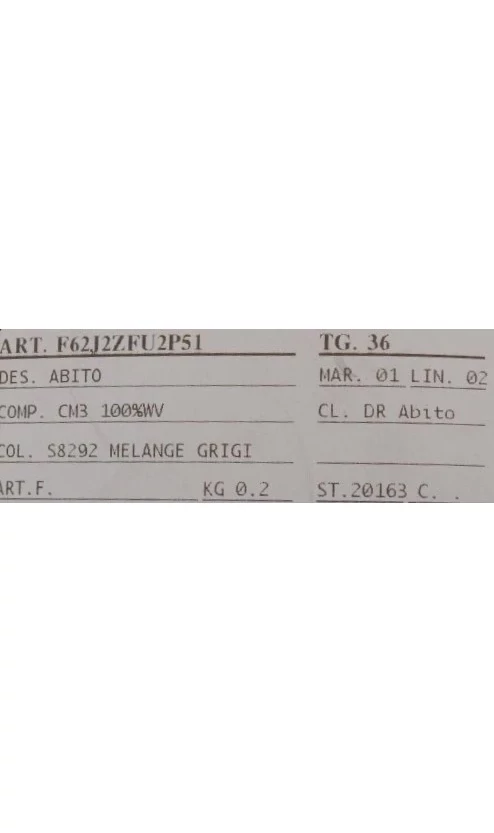 ART. F62J2ZFU2P51 TG. 36
DES. ABITO MAR. 01 LIN. 02
COMP. CM3 100%WV CL. DR Abito
COL. S8292 MELANGE GRIGI
ART.F. KG 0.2 ST.20163 C. .